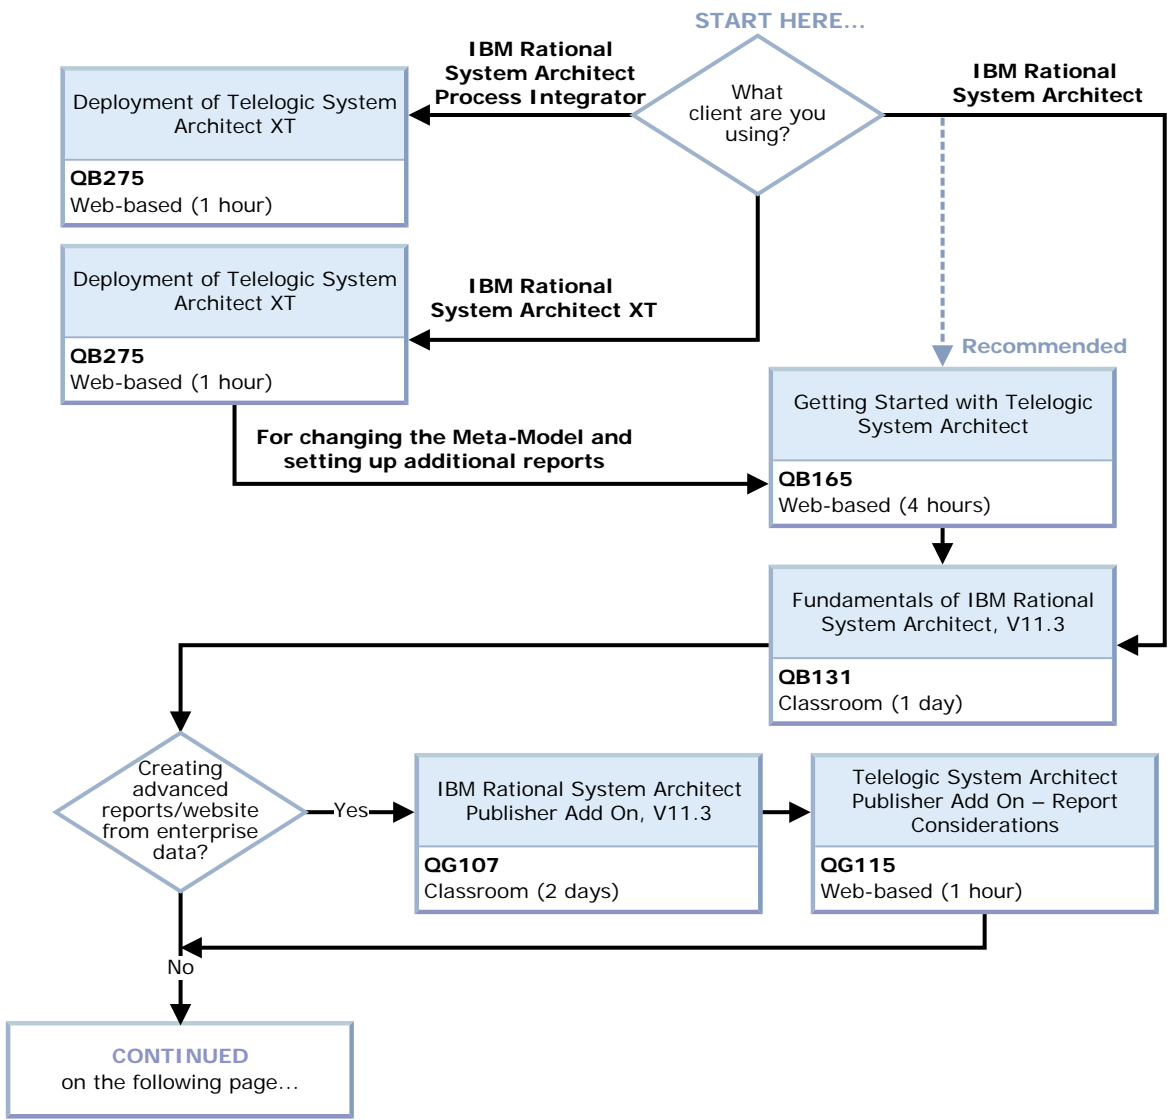 START HERE...
IBM Rational
System Architect
Process Integrator
IBM Rational
System Architect
What
client are you
using?
Deployment of Telelogic System
Architect XT
QB275
Web-based (1 hour)
Deployment of Telelogic System
Architect XT
QB275
Web-based (1 hour)
IBM Rational
System Architect XT
Recommended
For changing the Meta-Model and
setting up additional reports
Getting Started with Telelogic
System Architect
QB165
Web-based (4 hours)
Fundamentals of IBM Rational
System Architect, V11.3
QB131
Classroom (1 day)
Creating
advanced
reports/website
from enterprise
data?
Yes
IBM Rational System Architect
Publisher Add On, V11.3
QG107
Classroom (2 days)
Telelogic System Architect
Publisher Add On – Report
Considerations
QG115
Web-based (1 hour)
No
CONTINUED
on the following page...